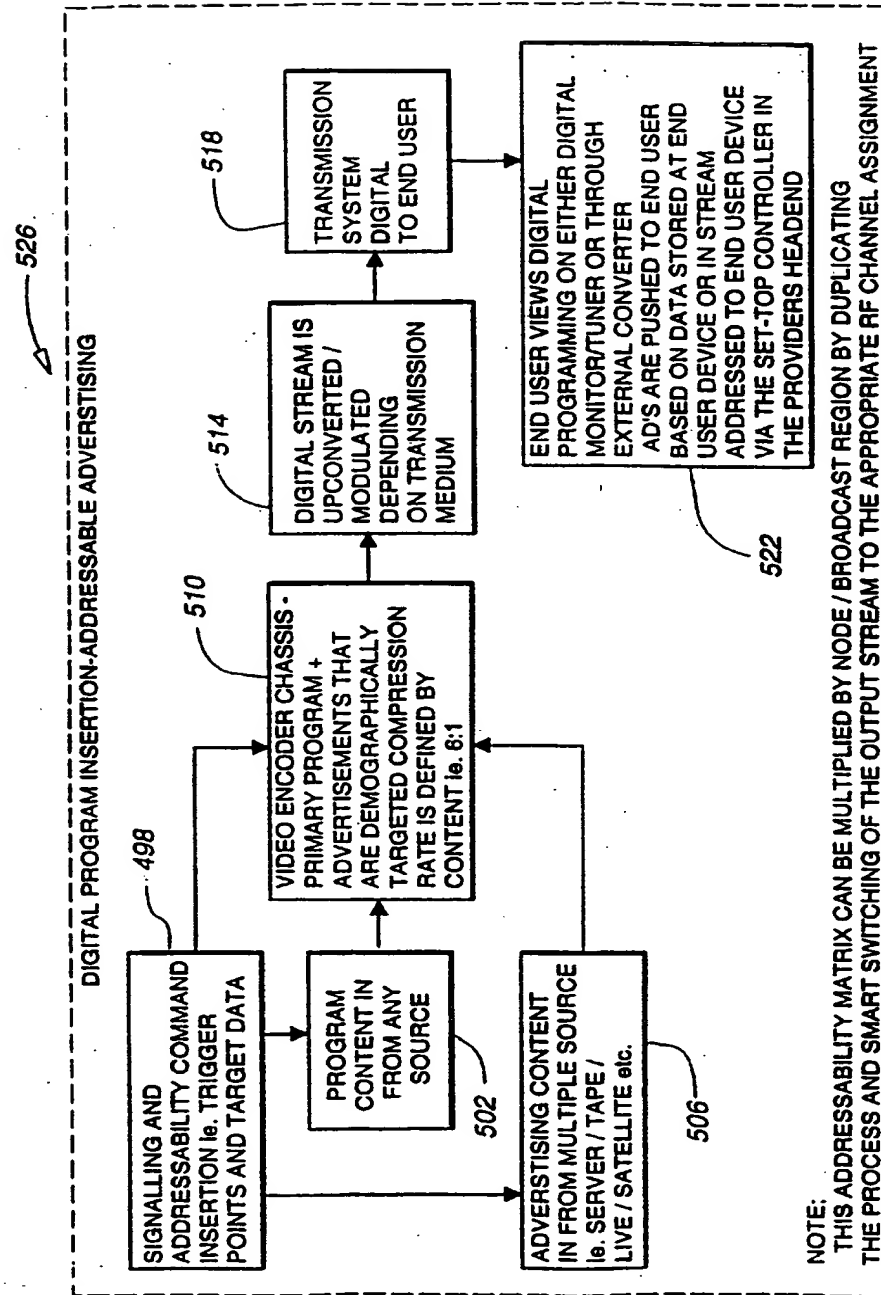 526
DIGITAL PROGRAM INSERTION-ADDRESSABLE ADVERSTISING
498
SIGNALLING AND
ADDRESSABILITY COMMAND
INSERTION ie. TRIGGER
POINTS AND TARGET DATA
PROGRAM
CONTENT IN
FROM ANY
SOURCE
502
ADVERSTISING CONTENT
IN FROM MULTIPLE SOURCE
ie. SERVER / TAPE /
LIVE / SATELLITE etc.
506
510
VIDEO ENCODER CHASSIS -
PRIMARY PROGRAM +
ADVERTISEMENTS THAT
ARE DEMOGRAPHICALLY
TARGETED COMPRESSION
RATE IS DEFINED BY
CONTENT ie. 6:1
514
DIGITAL STREAM IS
UPCONVERTED /
MODULATED
DEPENDING
ON TRANSMISSION
MEDIUM
518
TRANSMISSION
SYSTEM
DIGITAL
TO END USER
END USER VIEWS DIGITAL
PROGRAMMING ON EITHER DIGITAL
MONITOR/TUNER OR THROUGH
EXTERNAL CONVERTER
AD'S ARE PUSHED TO END USER
BASED ON DATA STORED AT END
USER DEVICE OR IN STREAM
ADDRESSED TO END USER DEVICE
VIA THE SET-TOP CONTROLLER IN
THE PROVIDERS HEADEND
522
NOTE:
THIS ADDRESSABILITY MATRIX CAN BE MULTIPLIED BY NODE / BROADCAST REGION BY DUPLICATING
THE PROCESS AND SMART SWITCHING OF THE OUTPUT STREAM TO THE APPROPRIATE RF CHANNEL ASSIGNMENT